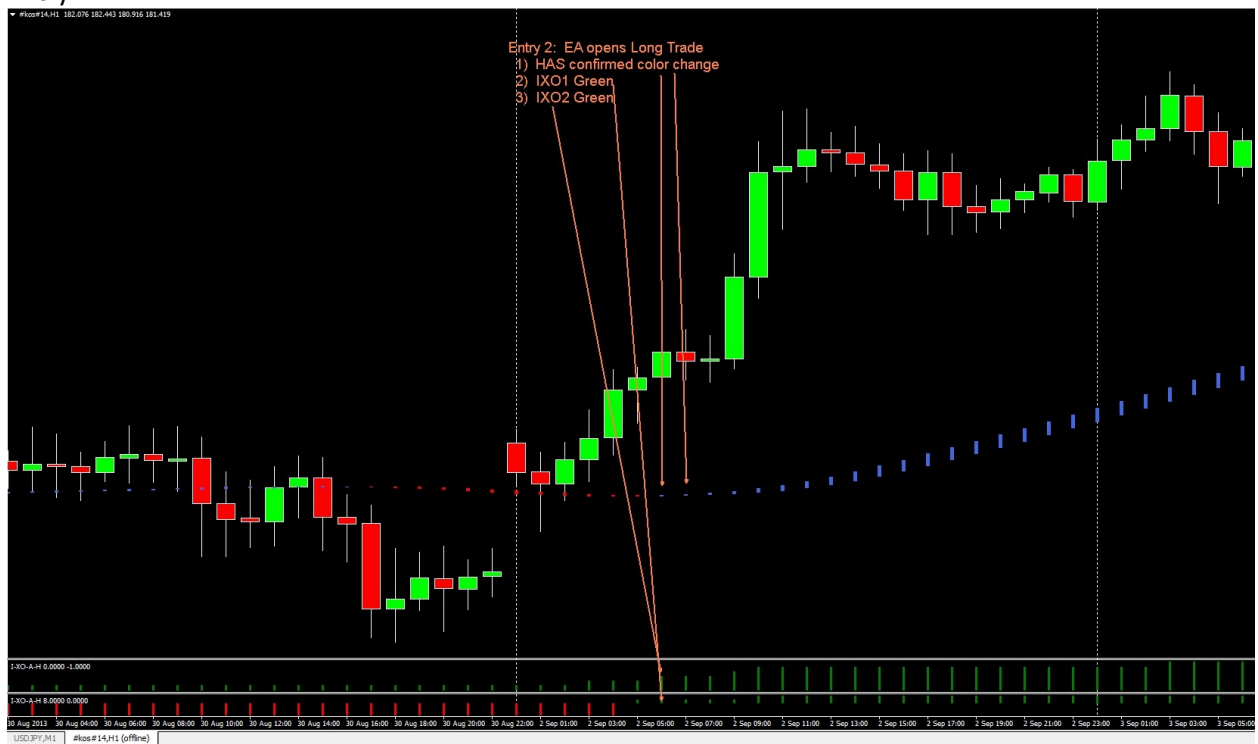 #kos#14,H1 182.076 182.443 180.916 181.419
Entry 2: EA opens Long Trade
1) HAS confirmed color change
2) IXO1 Green
3) IXO2 Green
I-XO-A-H 0.0000 -1.0000
I-XO-A-H 8.0000 0.0000
30 Aug 2013 30 Aug 04:00 30 Aug 06:00 30 Aug 08:00 30 Aug 10:00 30 Aug 12:00 30 Aug 14:00 30 Aug 16:00 30 Aug 18:00 30 Aug 20:00 30 Aug 22:00 2 Sep 01:00 2 Sep 03:00 2 Sep 05:00 2 Sep 07:00 2 Sep 09:00 2 Sep 11:00 2 Sep 13:00 2 Sep 15:00 2 Sep 17:00 2 Sep 19:00 2 Sep 21:00 2 Sep 23:00 3 Sep 01:00 3 Sep 03:00 3 Sep 05:00
USDJPY,M1 #kos#14,H1 (offline)